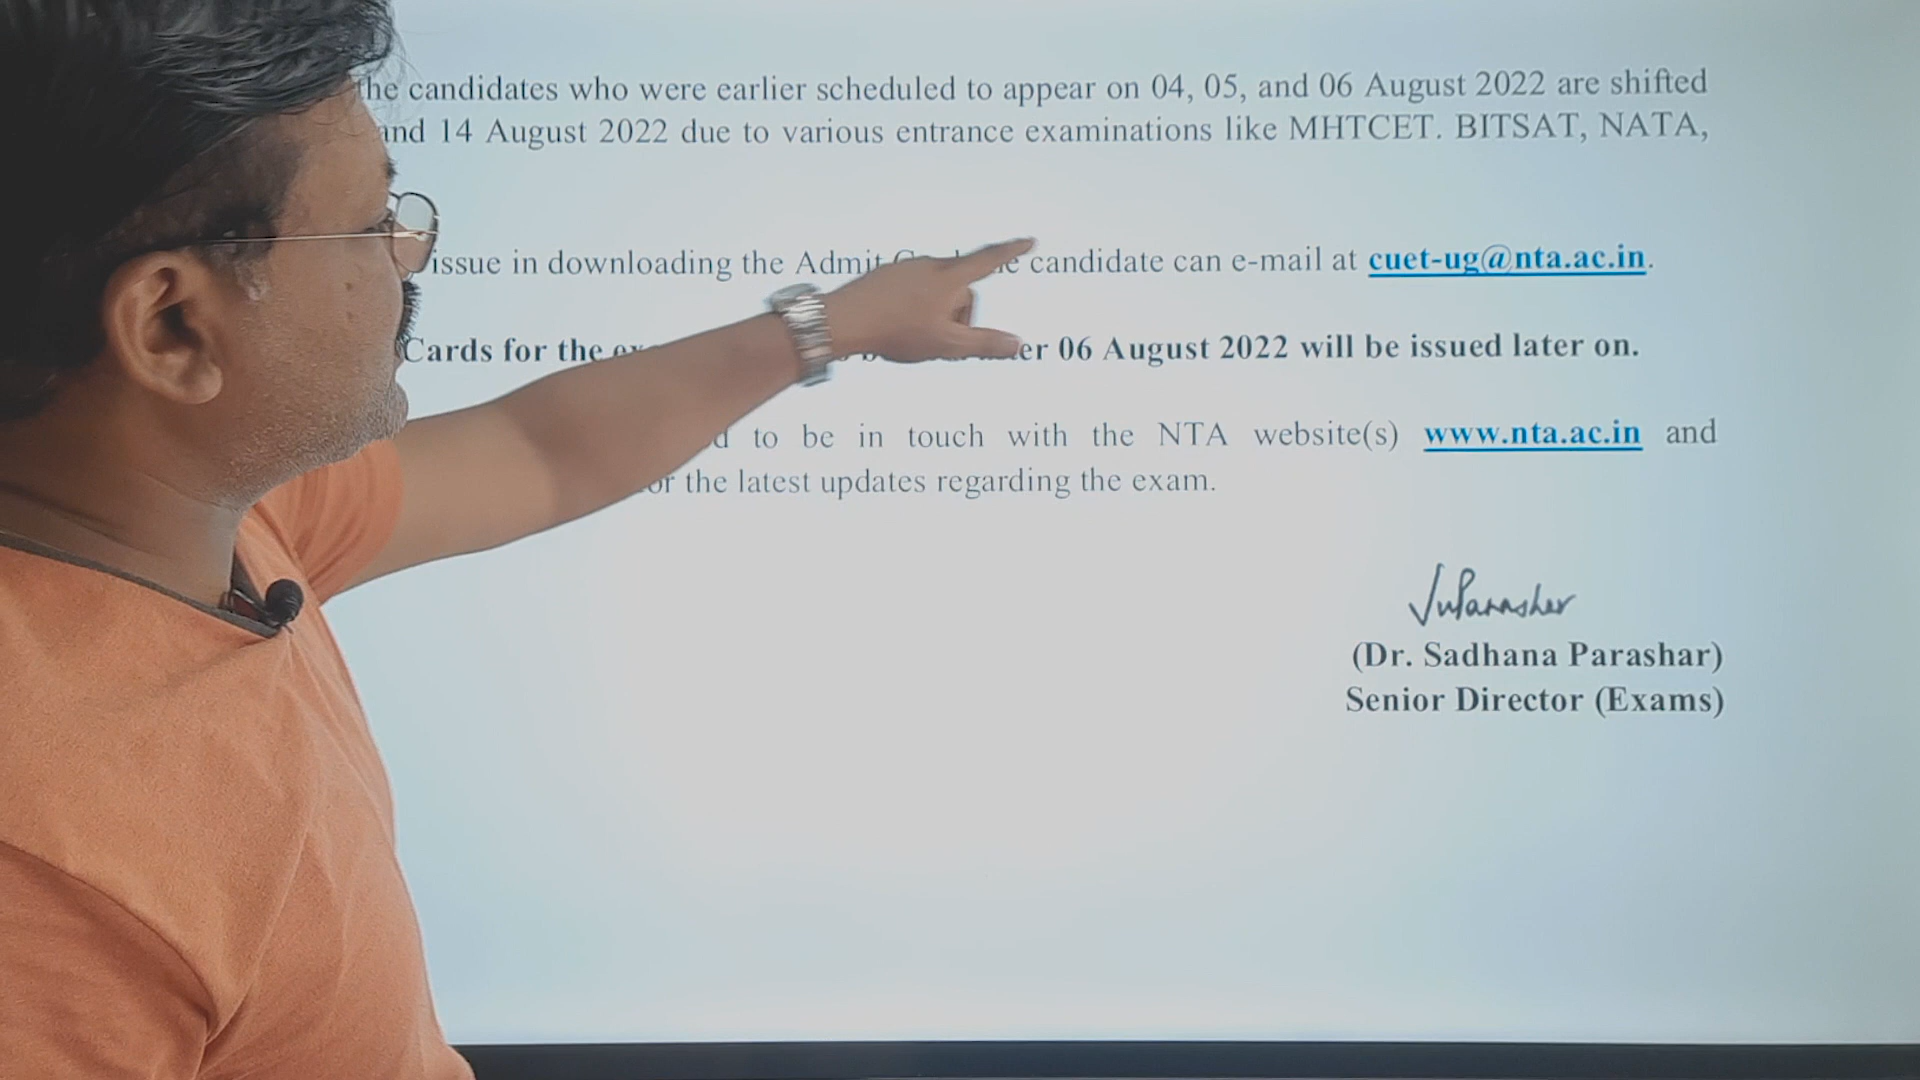 the candidates who were earlier scheduled to appear on 04, 05, and 06 August 2022 are shifted
and 14 August 2022 due to various entrance examinations like MHTCET. BITSAT, NATA,
issue in downloading the Admit candidate can e-mail at cuet-ug@nta.ac.in.
Cards for the 06 August 2022 will be issued later on.
to be in touch with the NTA website(s) www.nta.ac.in and
the latest updates regarding the exam.
(Dr. Sadhana Parashar)
Senior Director (Exams)